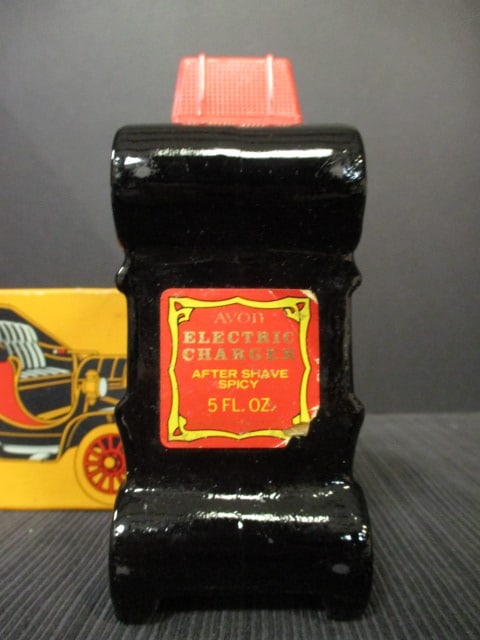 AVON
ELECTRIC
CHARGER
AFTER SHAVE
SPICY
5 FL. OZ.